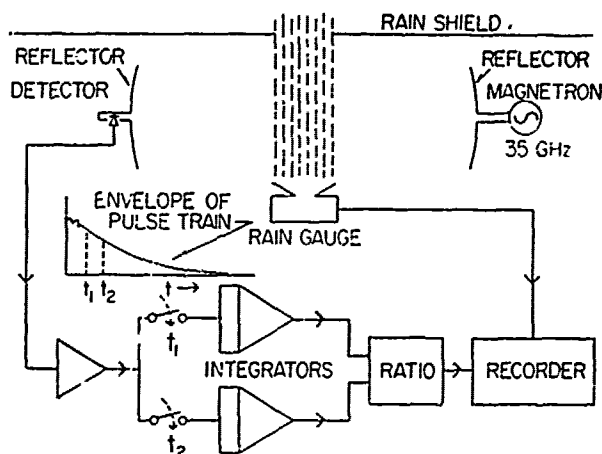 RAIN SHIELD.
REFLECTOR
DETECTOR
REFLECTOR
MAGNETRON
35 GHz
ENVELOPE OF
PULSE TRAIN
RAIN GAUGE
t₁ t₂ t →
t₁
INTEGRATORS
RATIO
RECORDER
t₂